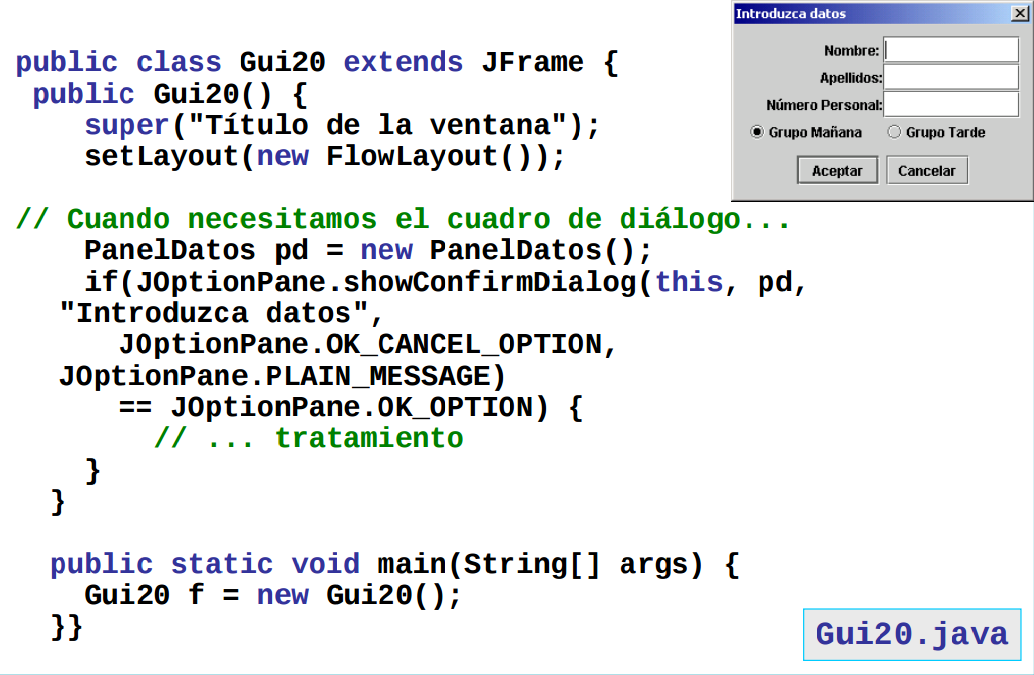 public class Gui20 extends JFrame {
public Gui20() {
super("Título de la ventana");
setLayout(new FlowLayout());
// Cuando necesitamos el cuadro de diálogo...
PanelDatos pd = new PanelDatos();
if(JOptionPane.showConfirmDialog(this, pd,
"Introduzca datos",
JOptionPane.OK_CANCEL_OPTION,
JOptionPane.PLAIN_MESSAGE)
== JOptionPane.OK_OPTION) {
// ... tratamiento
}
}
public static void main(String[] args) {
Gui20 f = new Gui20();
}}
Introduzca datos
Nombre:
Apellidos:
Número Personal:
Grupo Mañana Grupo Tarde
Aceptar Cancelar
Gui20.java